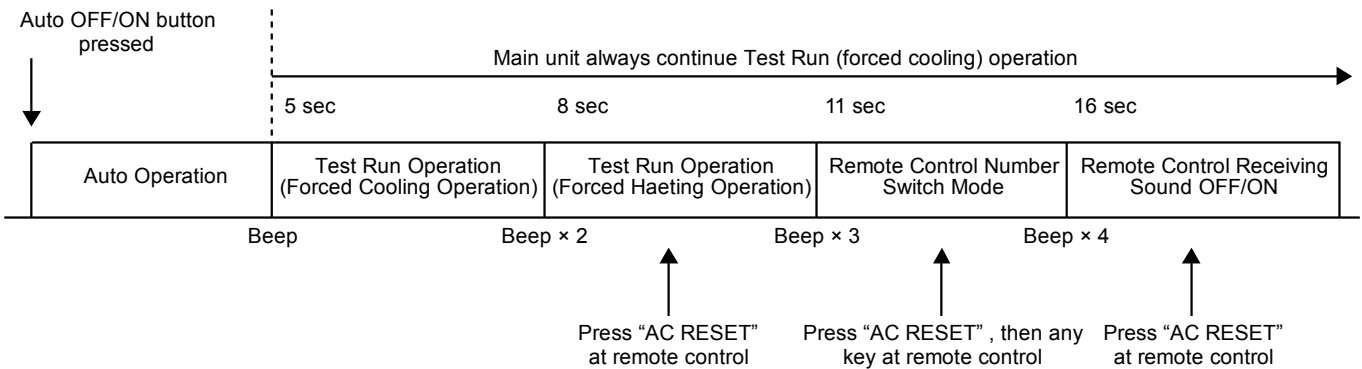 Auto OFF/ON button
pressed
Main unit always continue Test Run (forced cooling) operation
5 sec
8 sec
11 sec
16 sec
Auto Operation
Test Run Operation
(Forced Cooling Operation)
Test Run Operation
(Forced Haeting Operation)
Remote Control Number
Switch Mode
Remote Control Receiving
Sound OFF/ON
Beep
Beep × 2
Beep × 3
Beep × 4
Press “AC RESET”
at remote control
Press “AC RESET” , then any
key at remote control
Press “AC RESET”
at remote control